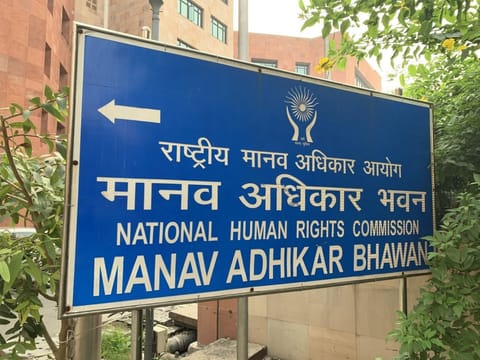 राष्ट्रीय मानव अधिकार आयोग
मानव अधिकार भवन
NATIONAL HUMAN RIGHTS COMMISSION
MANAV ADHIKAR BHAWAN